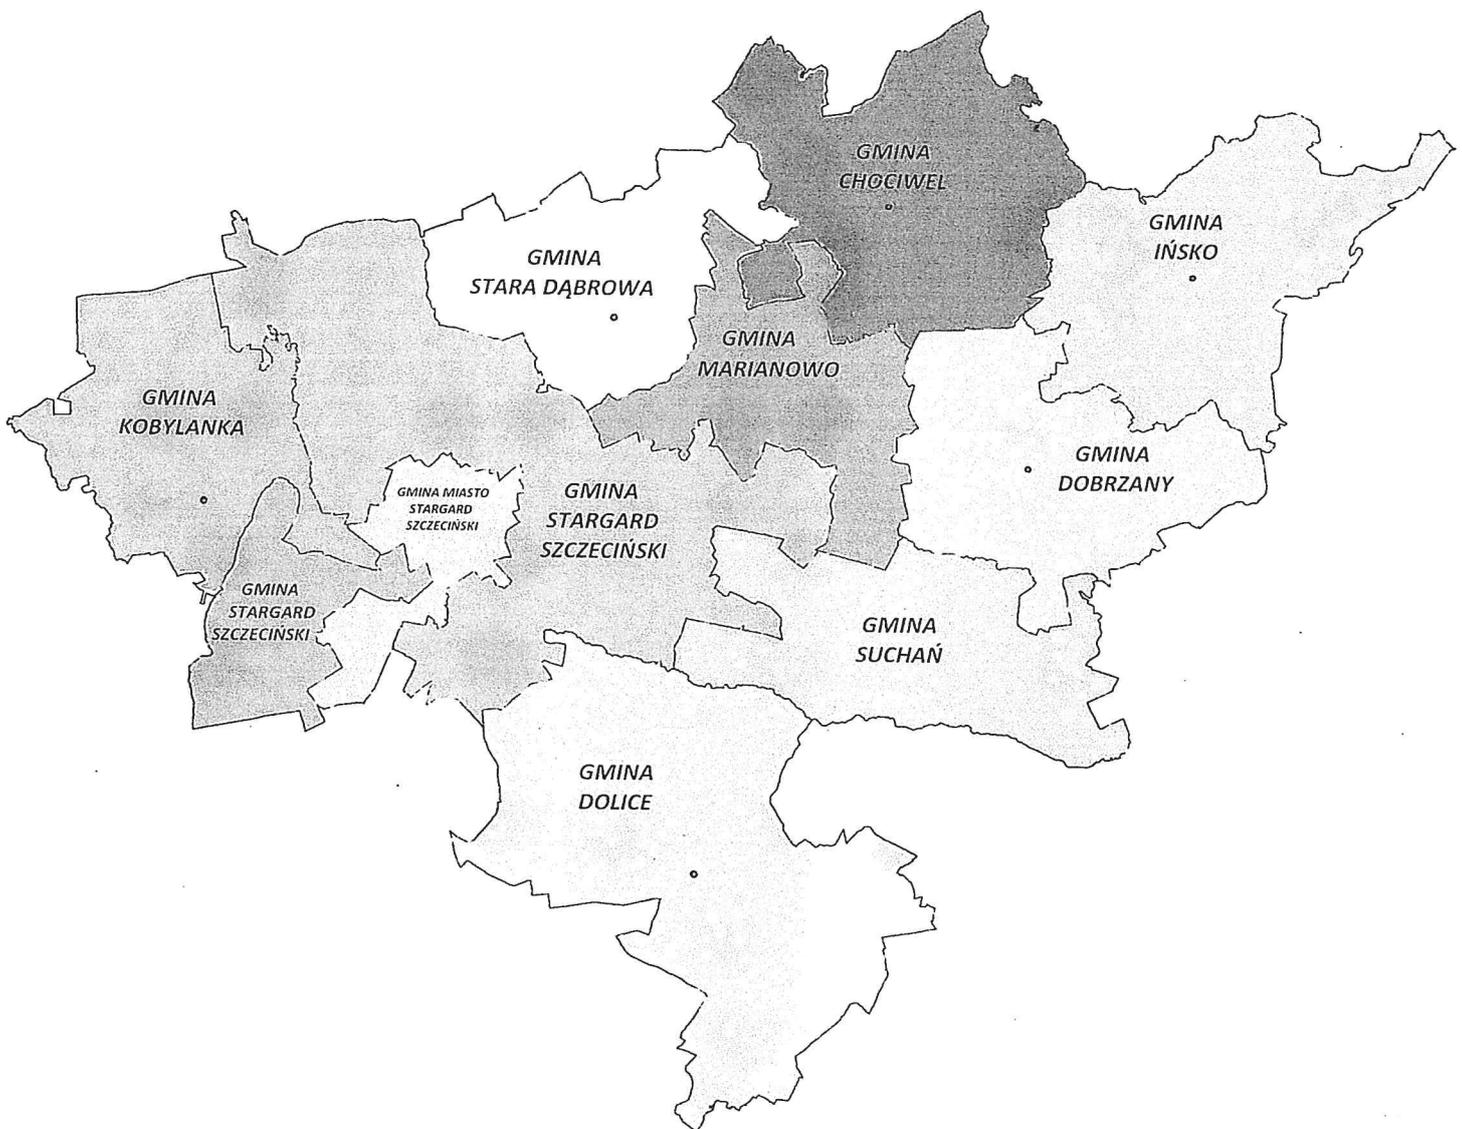 GMINA
CHOCIWEL
GMINA
IŃSKO
GMINA
STARA DĄBROWA
GMINA
MARIANOWO
GMINA
KOBYLANKA
GMINA
DOBRZANY
GMINA MIASTO
STARGARD
SZCZECIŃSKI
GMINA
STARGARD
SZCZECIŃSKI
GMINA
STARGARD
SZCZECIŃSKI
GMINA
SUCHAŃ
GMINA
DOLICE